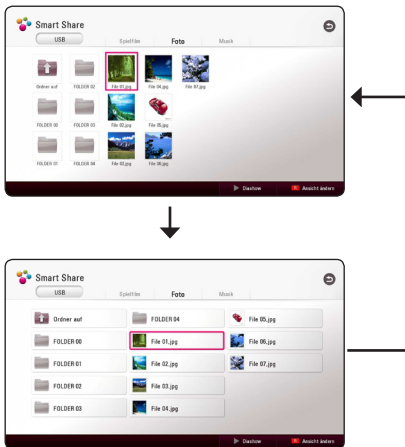 Smart Share
USB Spielfilm Foto Musik
Ordner auf FOLDER 02 File 01.jpg File 04.jpg File 07.jpg
FOLDER 00 FOLDER 03 File 02.jpg File 05.jpg
FOLDER 01 FOLDER 04 File 03.jpg File 06.jpg
Diashow Ansicht ändern
Smart Share
USB Spielfilm Foto Musik
Ordner auf FOLDER 04 File 05.jpg
FOLDER 00 File 01.jpg File 06.jpg
FOLDER 01 File 02.jpg File 07.jpg
FOLDER 02 File 03.jpg
FOLDER 03 File 04.jpg
Diashow Ansicht ändern